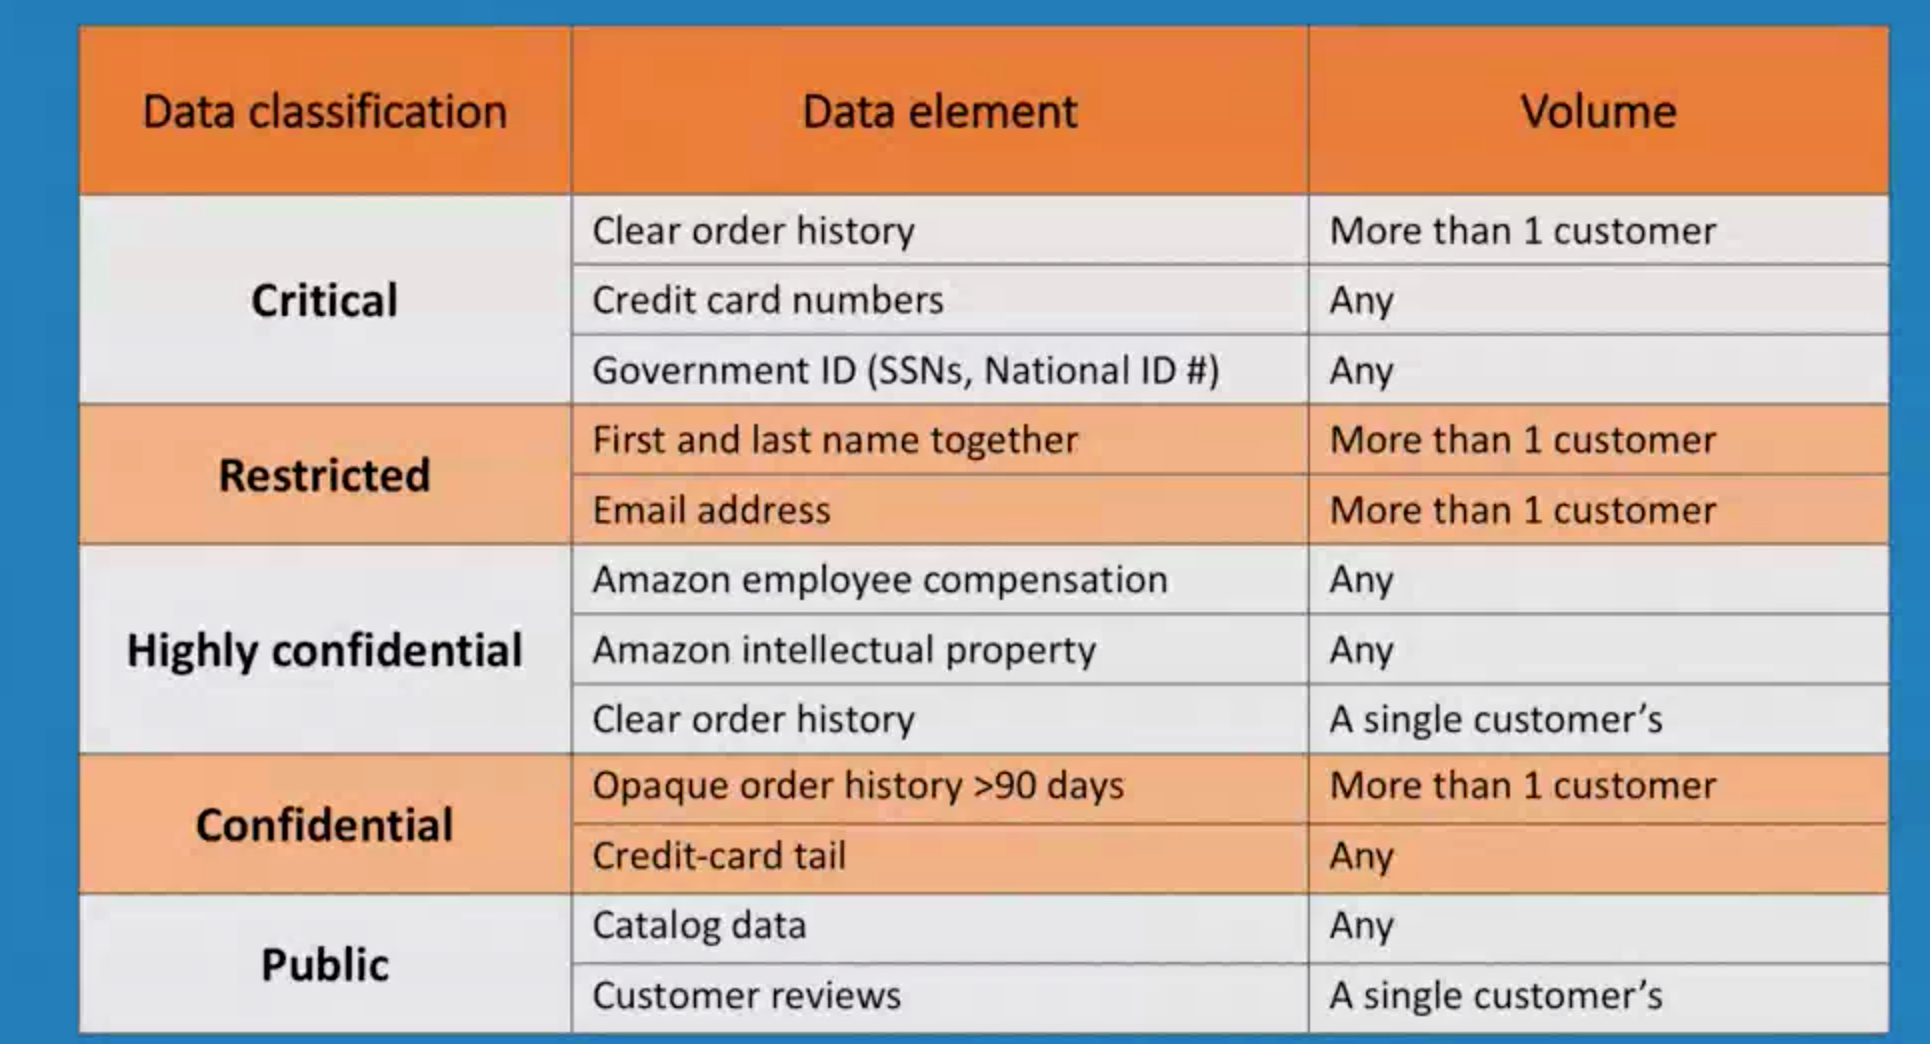 Data classification Data element Volume
Critical
Clear order history More than 1 customer
Credit card numbers Any
Government ID (SSNs, National ID #) Any
Restricted
First and last name together More than 1 customer
Email address More than 1 customer
Highly confidential
Amazon employee compensation Any
Amazon intellectual property Any
Clear order history A single customer’s
Confidential
Opaque order history >90 days More than 1 customer
Credit-card tail Any
Public
Catalog data Any
Customer reviews A single customer’s